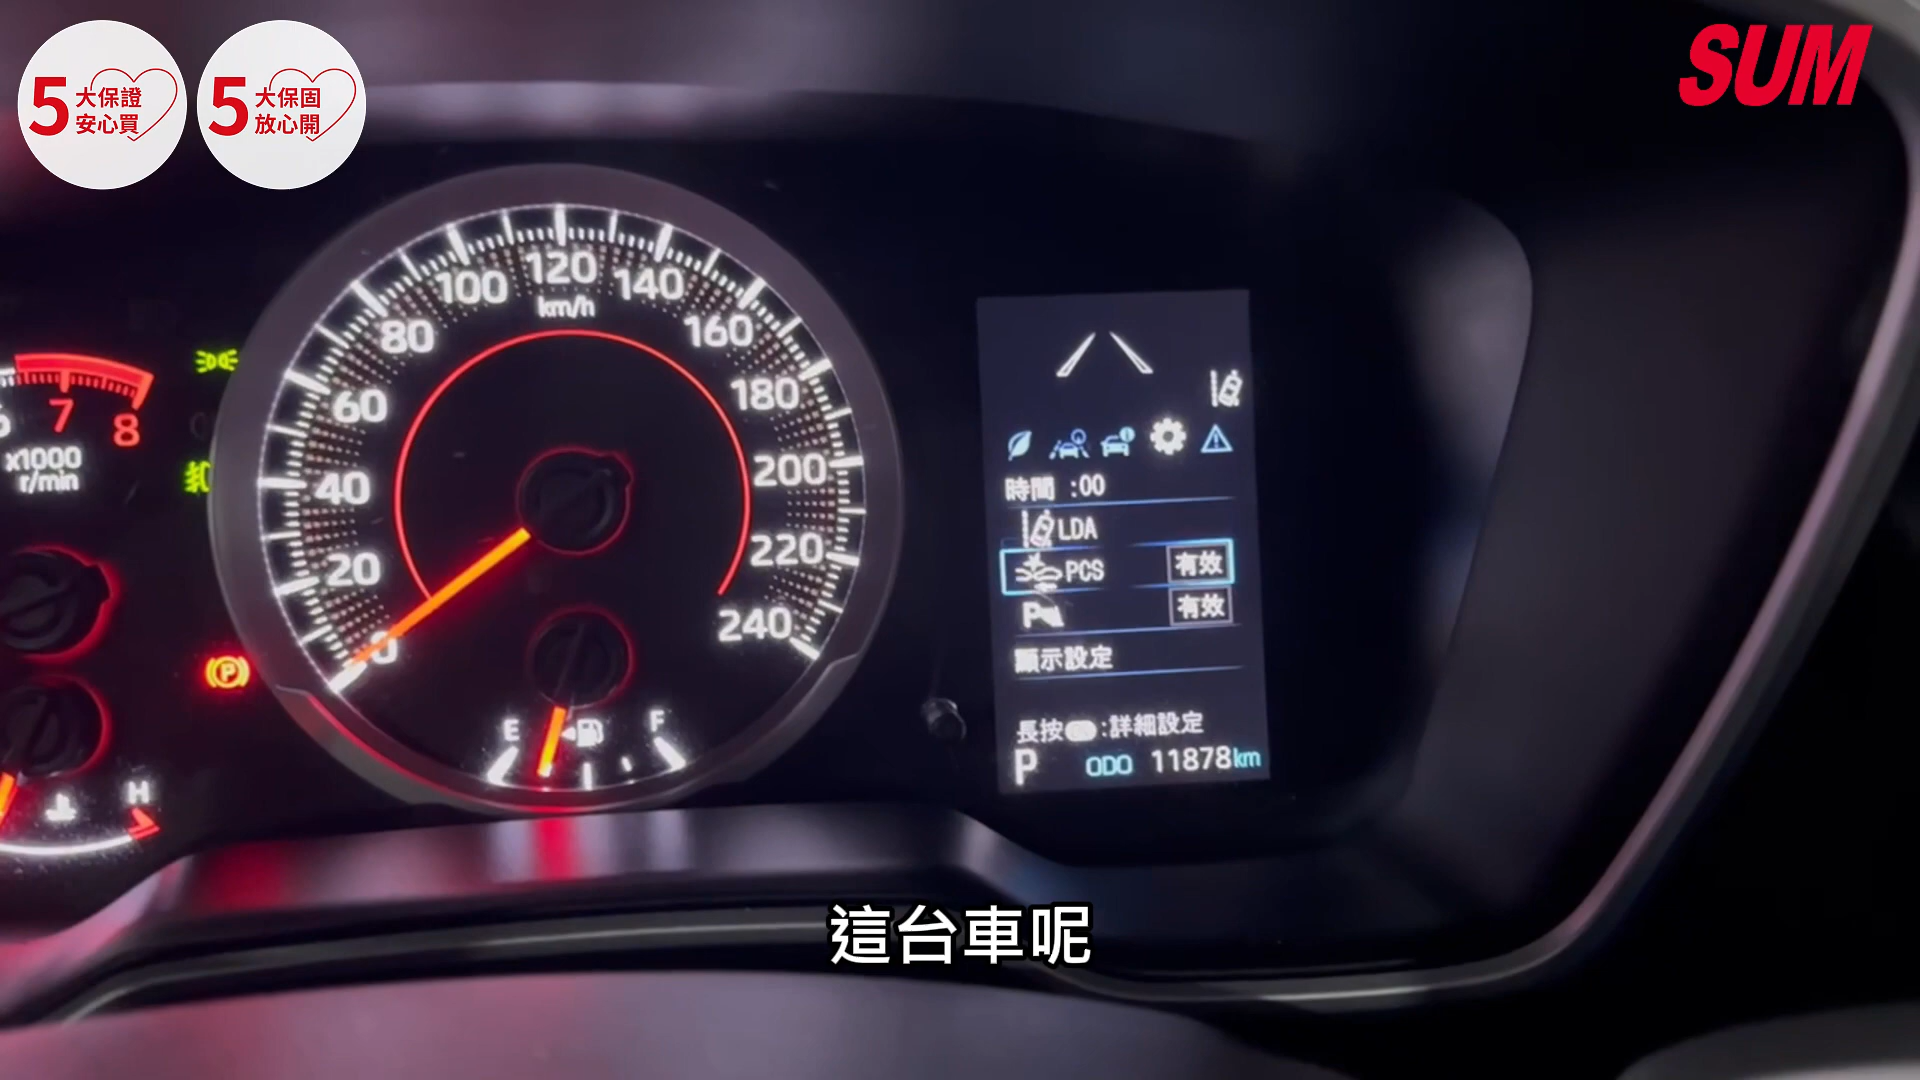 5大保證
安心買
5大保固
放心開
SUM
7
8
x1000
r/min
H
0
20
40
60
80
100
120
140
160
180
200
220
240
km/h
E
F
P
時間 :00
LDA
PCS 有效
P 有效
顯示設定
長按 :詳細設定
P ODO 11878km
這台車呢